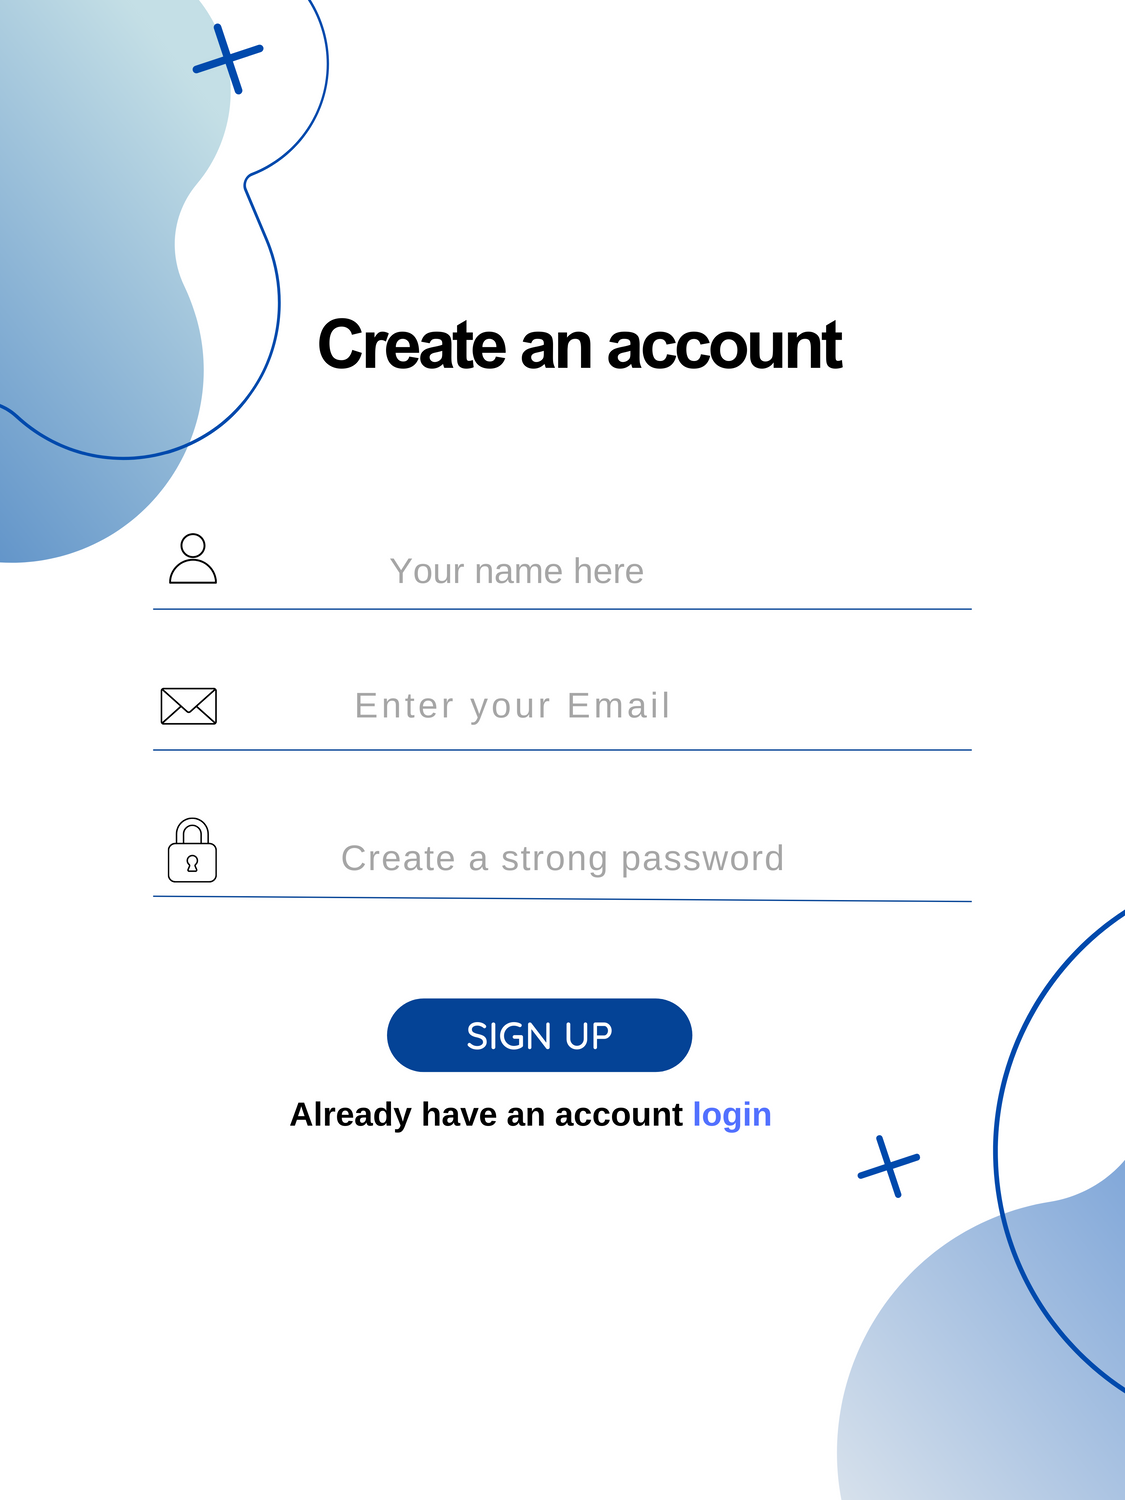 Create an account
Your name here
Enter your Email
Create a strong password
SIGN UP
Already have an account login